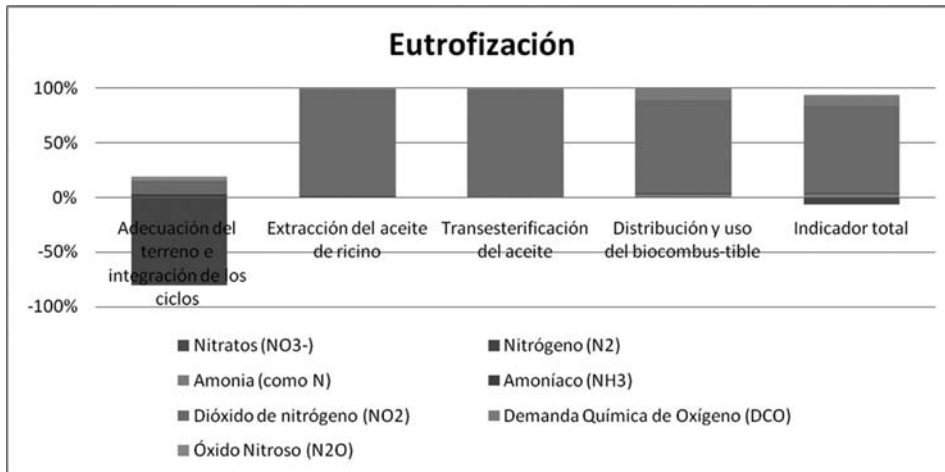 Eutrofización
100%
50%
0%
-50%
-100%
Adecuación del
terreno e
integración de los
ciclos
Extracción del aceite
de ricino
Transesterificación
del aceite
Distribución y uso
del biocombus-tible
Indicador total
Nitratos (NO3-)
Nitrógeno (N2)
Amonia (como N)
Amoníaco (NH3)
Dióxido de nitrógeno (NO2)
Demanda Química de Oxígeno (DCO)
Óxido Nitroso (N2O)